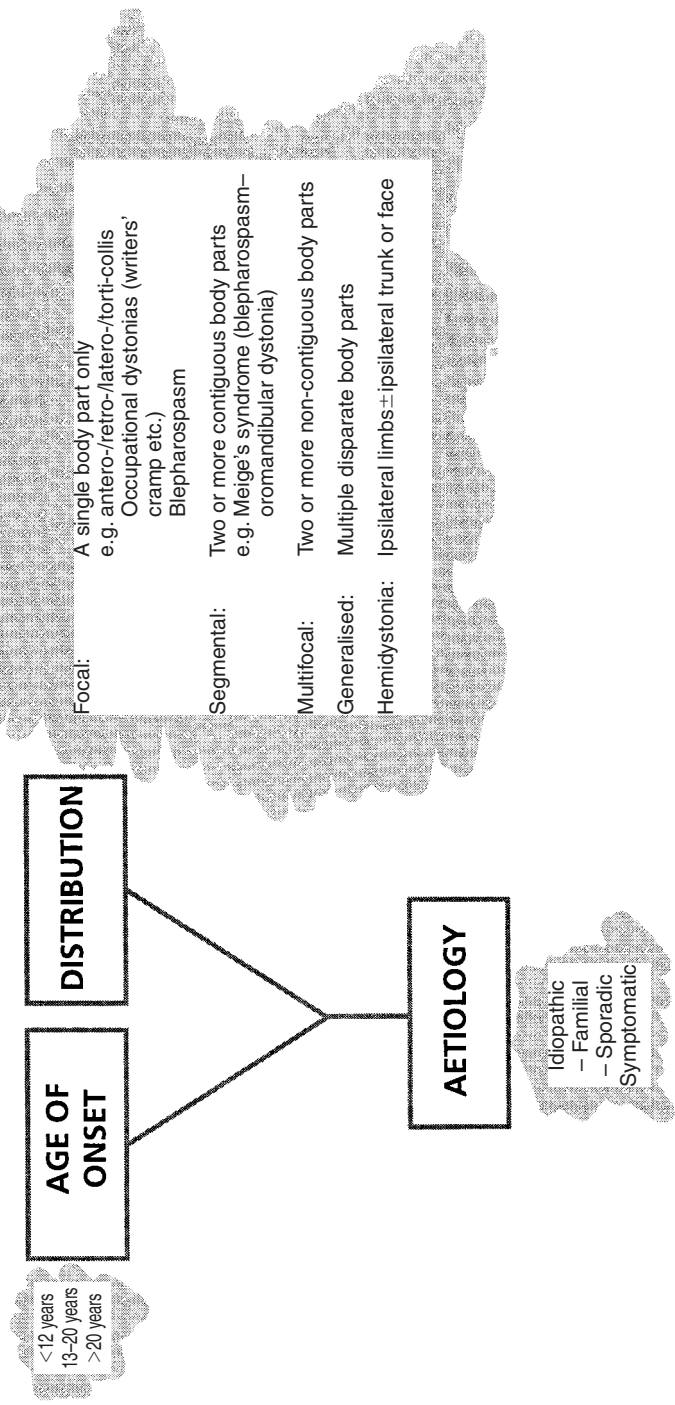 <12 years
13–20 years
>20 years
AGE OF
ONSET
DISTRIBUTION
Focal: A single body part only
e.g. antero-/retro-/latero-/torti-collis
Occupational dystonias (writers’
cramp etc.)
Blepharospasm
Segmental: Two or more contiguous body parts
e.g. Meige’s syndrome (blepharospasm–
oromandibular dystonia)
Multifocal: Two or more non-contiguous body parts
Generalised: Multiple disparate body parts
Hemidystonia: Ipsilateral limbs±ipsilateral trunk or face
AETIOLOGY
Idiopathic
– Familial
– Sporadic
Symptomatic